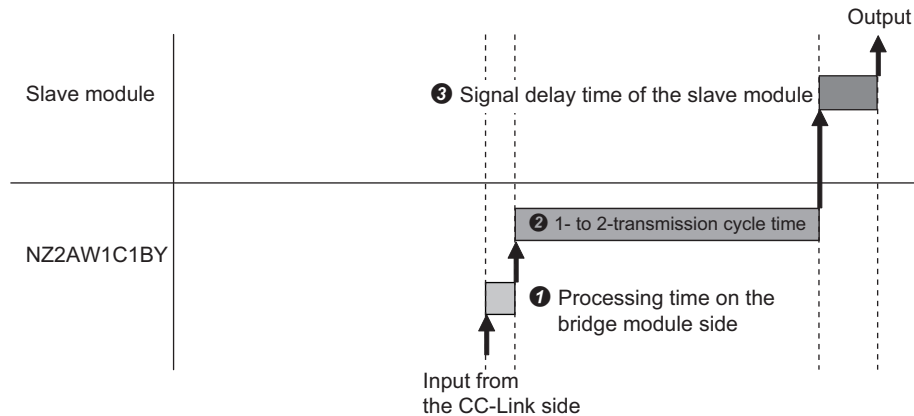 Output
Slave module
❸ Signal delay time of the slave module
❷ 1- to 2-transmission cycle time
NZ2AW1C1BY
❶ Processing time on the
bridge module side
Input from
the CC-Link side